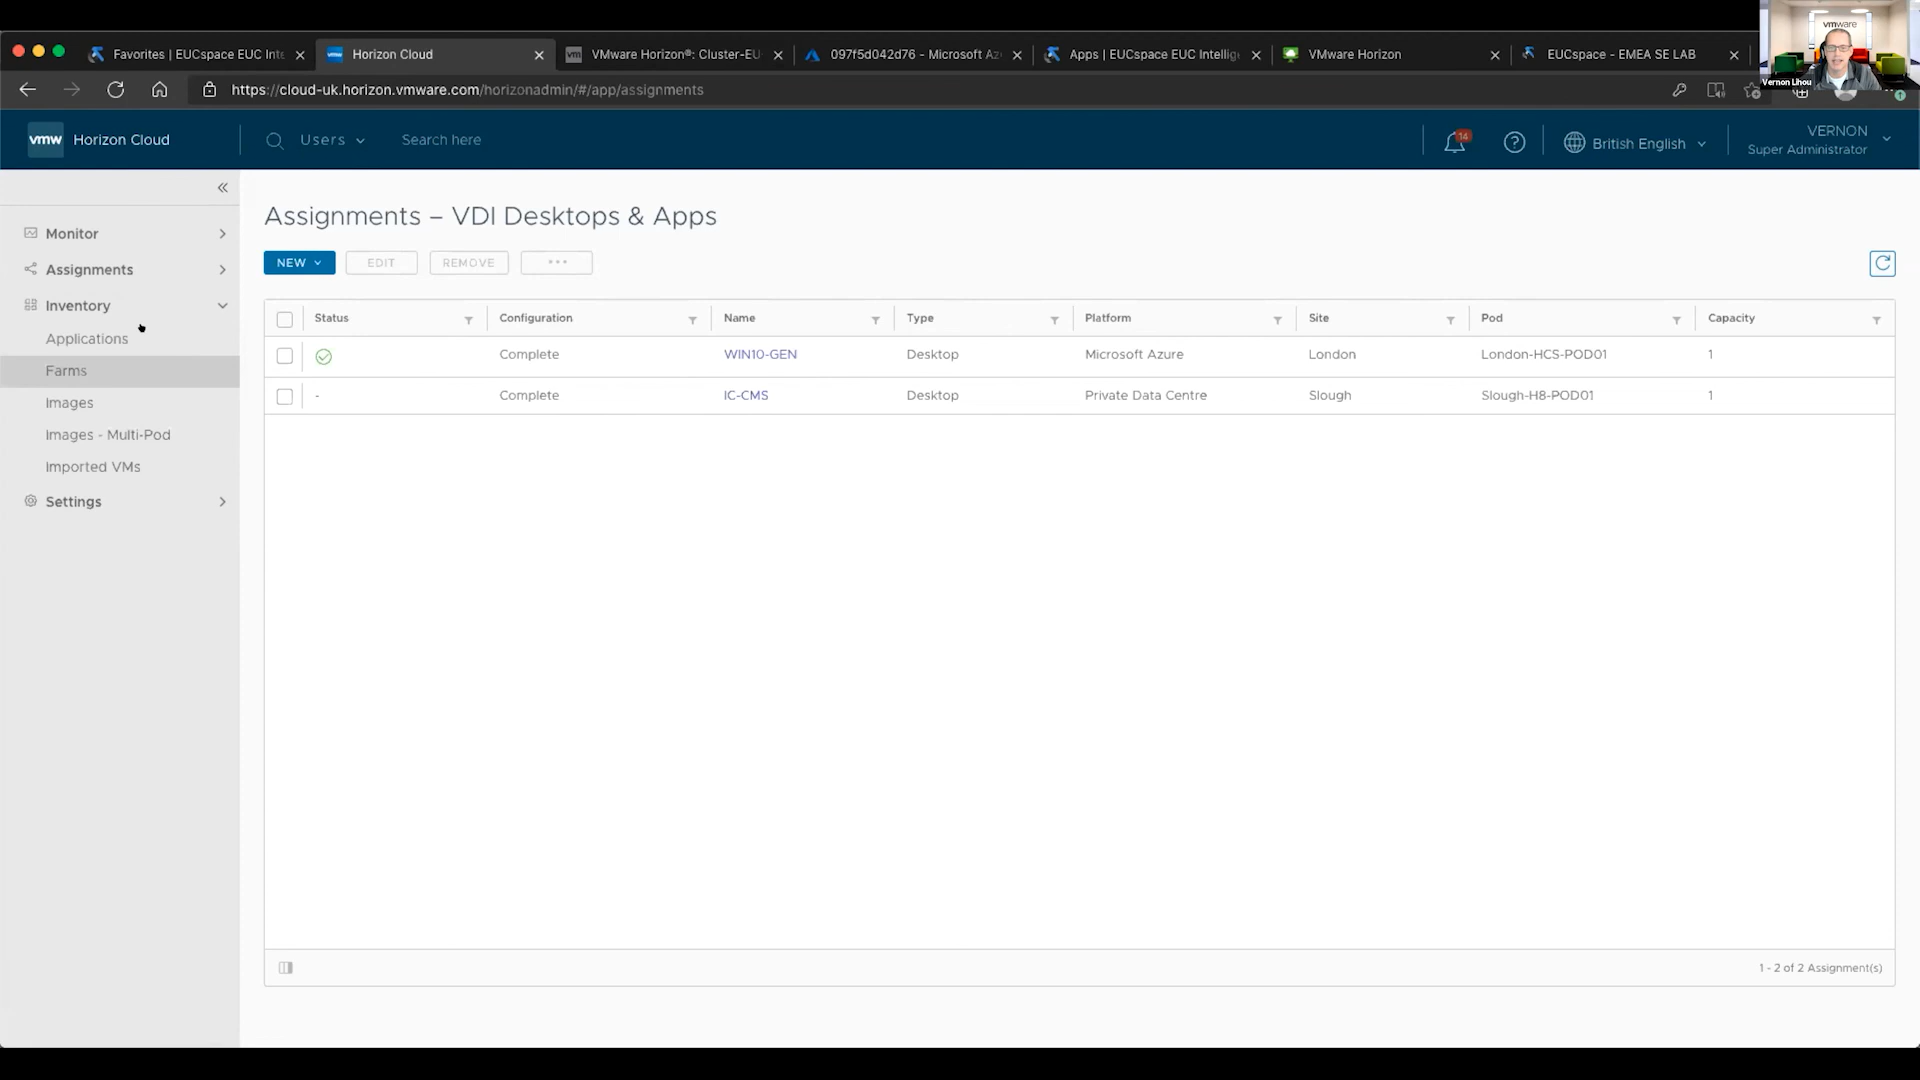 Favorites | EUCspace EUC Inte
Horizon Cloud
VMware Horizon®: Cluster-EU
097f5d042d76 - Microsoft Az
Apps | EUCspace EUC Intellige
VMware Horizon
EUCspace - EMEA SE LAB
vmware
Vernon Lihou
https://cloud-uk.horizon.vmware.com/horizonadmin/#/app/assignments
vmw Horizon Cloud
Users
Search here
14
British English
VERNON
Super Administrator
Monitor
Assignments
Inventory
Applications
Farms
Images
Images - Multi-Pod
Imported VMs
Settings
Assignments – VDI Desktops & Apps
NEW EDIT REMOVE
Status Configuration Name Type Platform Site Pod Capacity
Complete WIN10-GEN Desktop Microsoft Azure London London-HCS-POD01 1
- Complete IC-CMS Desktop Private Data Centre Slough Slough-H8-POD01 1
1 - 2 of 2 Assignment(s)